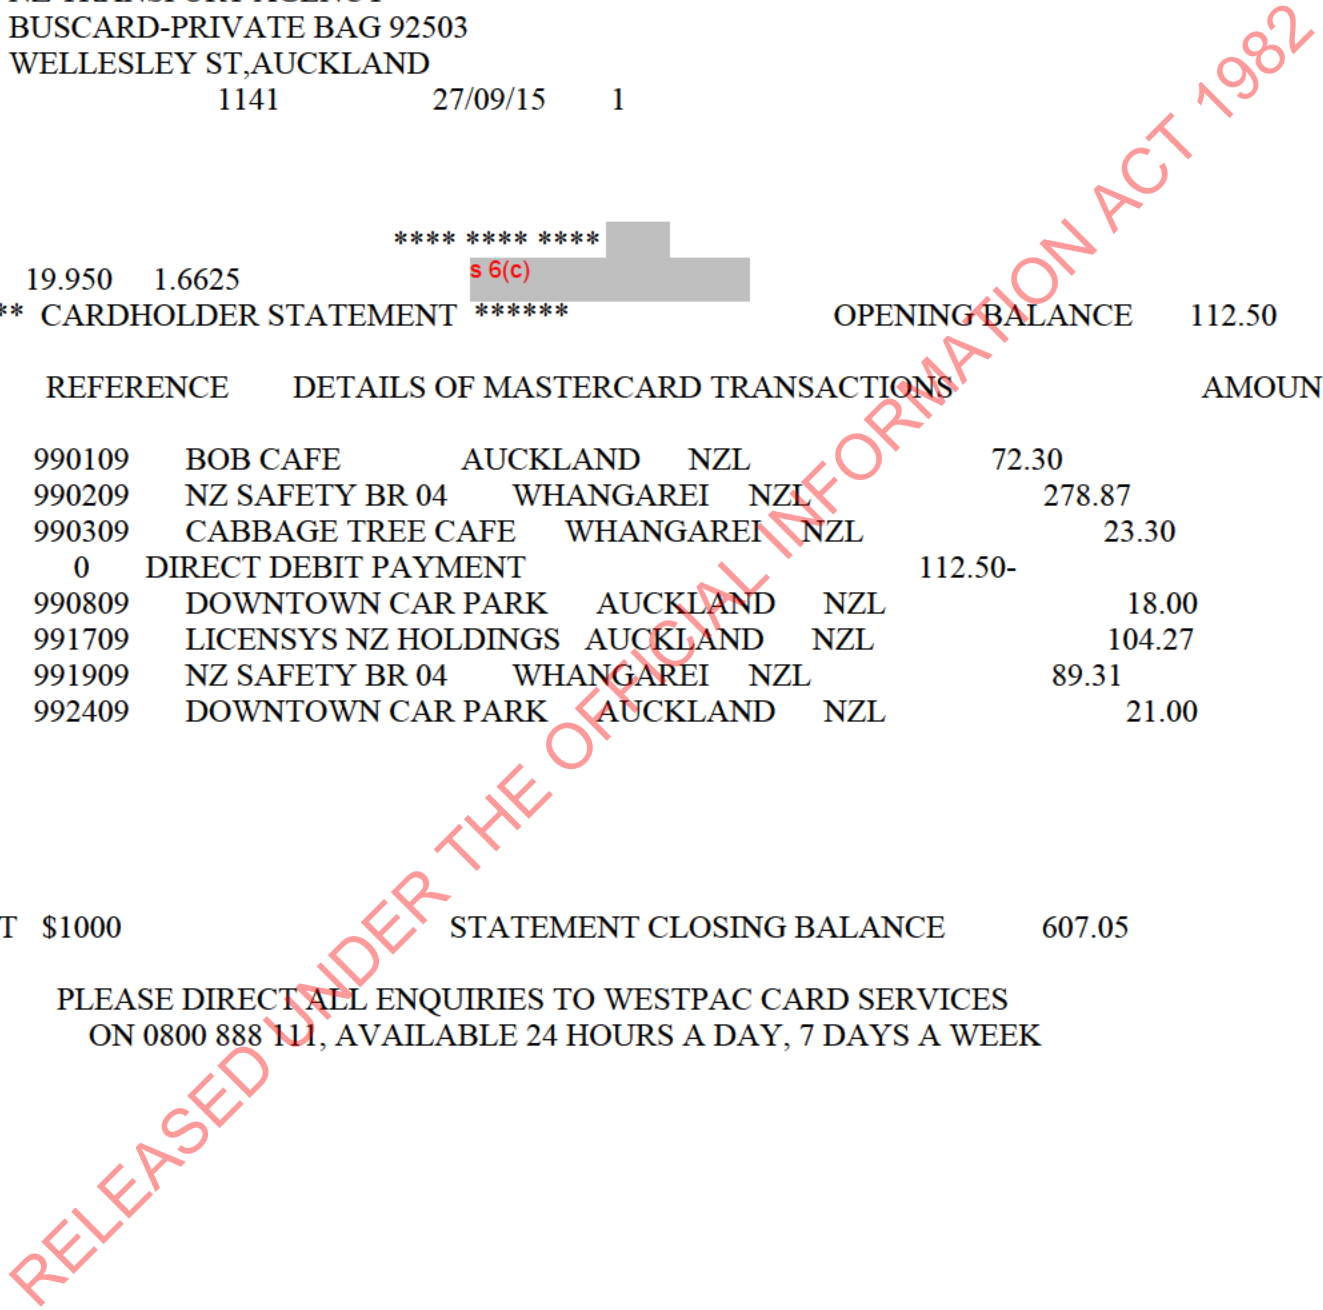 NZ TRANSPORT AGENCY
BUSCARD-PRIVATE BAG 92503
WELLESLEY ST,AUCKLAND
1141 27/09/15 1
**** **** ****
s 6(c)
19.950 1.6625
** CARDHOLDER STATEMENT ****** OPENING BALANCE 112.50
REFERENCE DETAILS OF MASTERCARD TRANSACTIONS AMOUN
990109 BOB CAFE AUCKLAND NZL 72.30
990209 NZ SAFETY BR 04 WHANGAREI NZL 278.87
990309 CABBAGE TREE CAFE WHANGAREI NZL 23.30
0 DIRECT DEBIT PAYMENT 112.50-
990809 DOWNTOWN CAR PARK AUCKLAND NZL 18.00
991709 LICENSYS NZ HOLDINGS AUCKLAND NZL 104.27
991909 NZ SAFETY BR 04 WHANGAREI NZL 89.31
992409 DOWNTOWN CAR PARK AUCKLAND NZL 21.00
T $1000 STATEMENT CLOSING BALANCE 607.05
PLEASE DIRECT ALL ENQUIRIES TO WESTPAC CARD SERVICES
ON 0800 888 111, AVAILABLE 24 HOURS A DAY, 7 DAYS A WEEK
RELEASED UNDER THE OFFICIAL INFORMATION ACT 1982